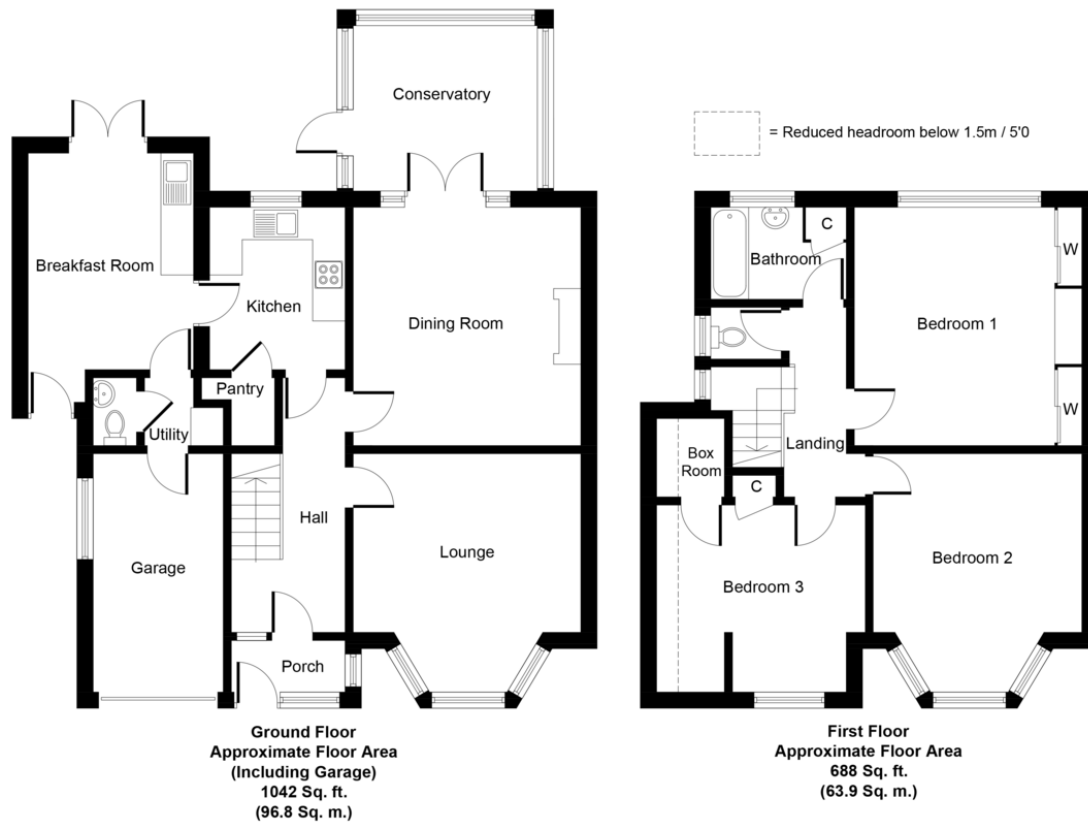 Conservatory
= Reduced headroom below 1.5m / 5'0
Breakfast Room
Kitchen
Dining Room
Pantry
Utility
Hall
Garage
Lounge
Porch
Ground Floor
Approximate Floor Area
(Including Garage)
1042 Sq. ft.
(96.8 Sq. m.)
C
Bathroom
W
Bedroom 1
W
Landing
Box
Room
C
Bedroom 2
Bedroom 3
First Floor
Approximate Floor Area
688 Sq. ft.
(63.9 Sq. m.)